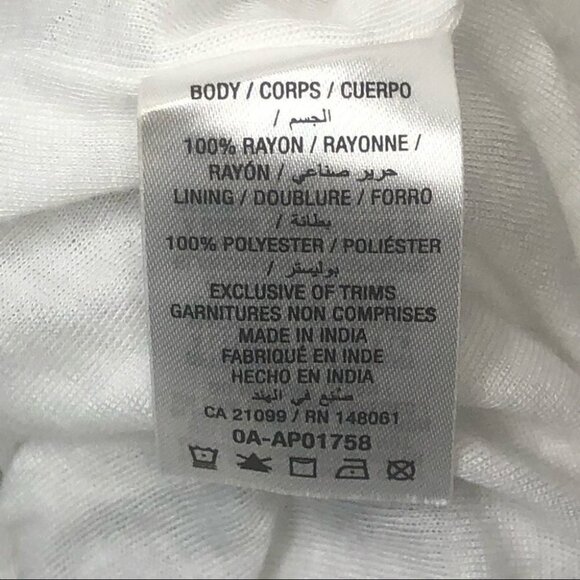 BODY / CORPS / CUERPO
/ الجسم
100% RAYON / RAYONNE /
RAYÓN / حرير صناعي
LINING / DOUBLURE / FORRO
/ بطانة
100% POLYESTER / POLIÉSTER
/ بوليستر
EXCLUSIVE OF TRIMS
GARNITURES NON COMPRISES
MADE IN INDIA
FABRIQUÉ EN INDE
HECHO EN INDIA
صنع في الهند
CA 21099 / RN 148061
0A-AP01758